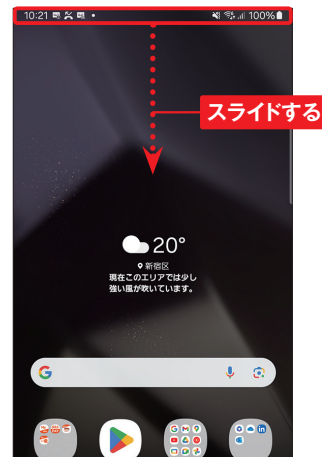 10:21
100%
スライドする
20°
新宿区
現在このエリアでは少し
強い風が吹いています。